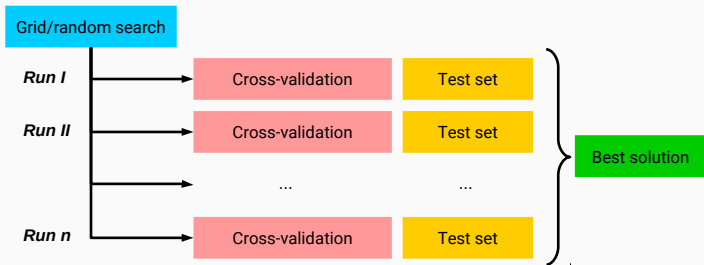 Grid/random search
Run I Cross-validation Test set
Run II Cross-validation Test set
Best solution
... ...
Run n Cross-validation Test set